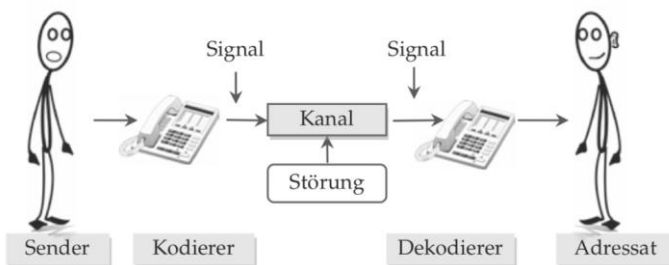 Signal
Signal
Kanal
Störung
Sender
Kodierer
Dekodierer
Adressat